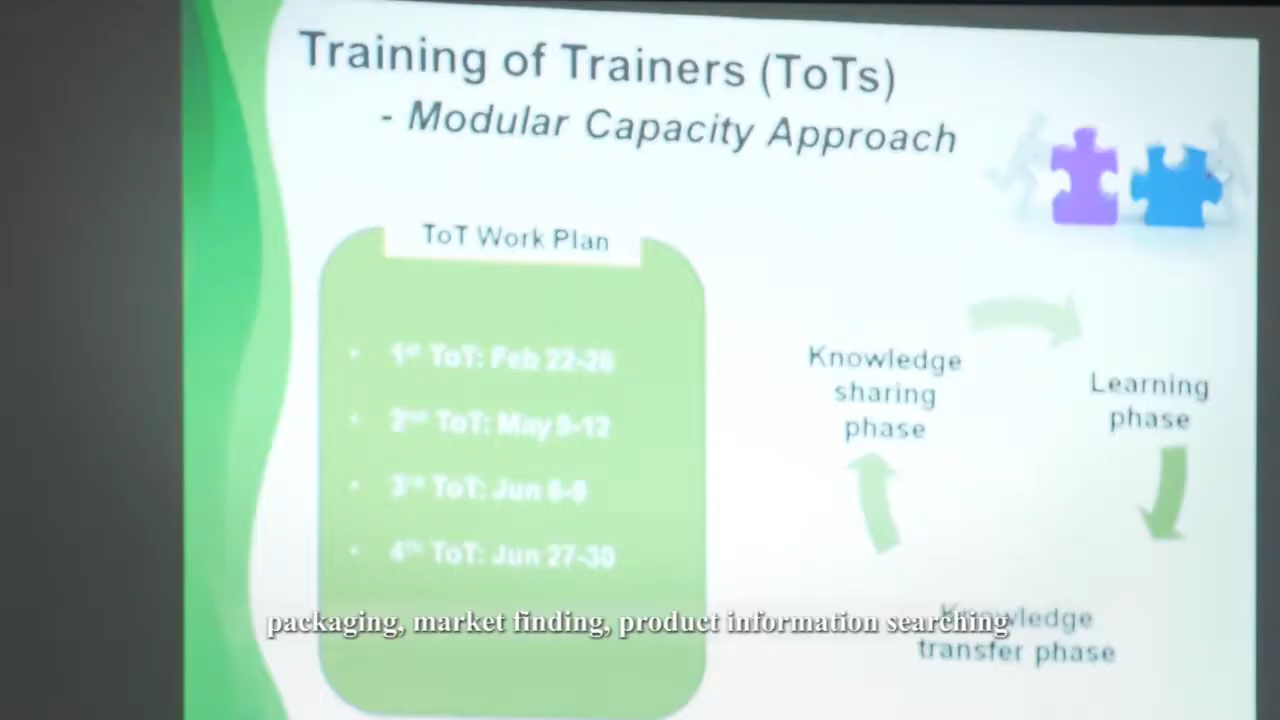 Training of Trainers (ToTs)
- Modular Capacity Approach
ToT Work Plan
• 1st ToT: Feb 22-26
• 2nd ToT: May 9-12
• 3rd ToT: Jun
• 4th ToT: Jun 27-30
Knowledge
sharing
phase
Learning
phase
Knowledge
transfer phase
packaging, market finding, product information searching